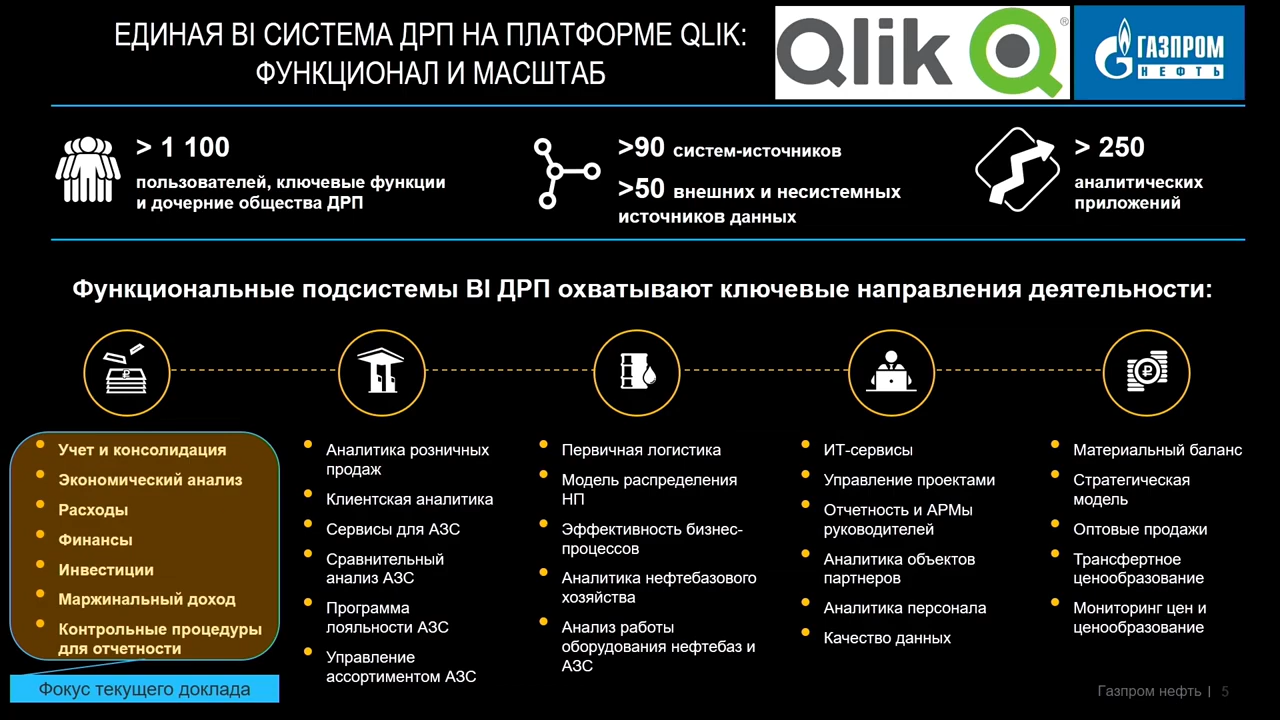 ЕДИНАЯ BI СИСТЕМА ДРП НА ПЛАТФОРМЕ QLIK:
ФУНКЦИОНАЛ И МАСШТАБ
Qlik
®
ГАЗПРОМ
НЕФТЬ
> 1 100
пользователей, ключевые функции
и дочерние общества ДРП
>90 систем-источников
>50 внешних и несистемных
источников данных
> 250
аналитических
приложений
Функциональные подсистемы BI ДРП охватывают ключевые направления деятельности:
Учет и консолидация
Экономический анализ
Расходы
Финансы
Инвестиции
Маржинальный доход
Контрольные процедуры
для отчетности
Фокус текущего доклада
Аналитика розничных
продаж
Клиентская аналитика
Сервисы для АЗС
Сравнительный
анализ АЗС
Программа
лояльности АЗС
Управление
ассортиментом АЗС
Первичная логистика
Модель распределения
НП
Эффективность бизнес-
процессов
Аналитика нефтебазового
хозяйства
Анализ работы
оборудования нефтебаз и
АЗС
ИТ-сервисы
Управление проектами
Отчетность и АРМы
руководителей
Аналитика объектов
партнеров
Аналитика персонала
Качество данных
Материальный баланс
Стратегическая
модель
Оптовые продажи
Трансфертное
ценообразование
Мониторинг цен и
ценообразование
Газпром нефть | 5